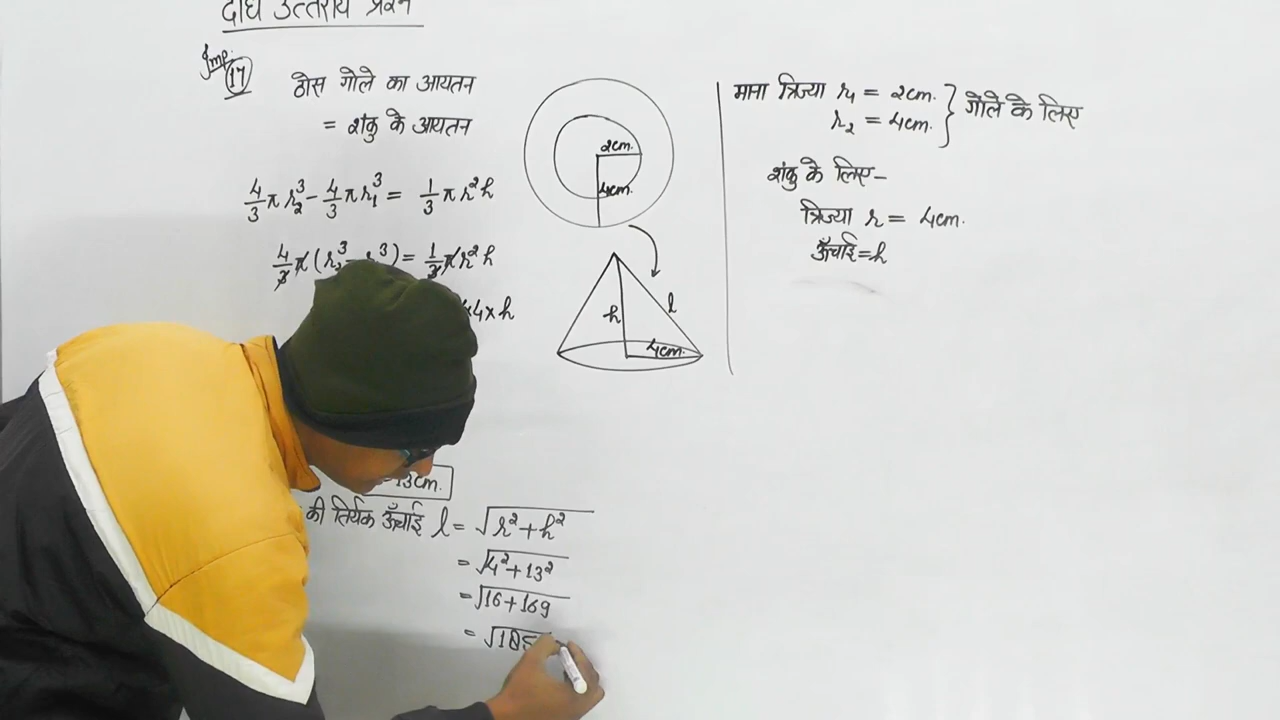 दीर्घ उत्तरीय प्रश्न
Imp.
17 ठोस गोले का आयतन
= शंकु के आयतन
4/3 π r₂³ - 4/3 π r₁³ = 1/3 π r² h
4/3 π (r₂³ - r₁³) = 1/3 π r² h
×4×h
13cm.
की तिर्यक ऊँचाई l = √(r²+h²)
= √(4²+13²)
= √(16+169)
= √185
2cm.
4cm.
h
l
4cm.
माना त्रिज्या r₁ = 2cm.
r₂ = 4cm. } गोले के लिए
शंकु के लिए-
त्रिज्या r = 4cm.
ऊँचाई = h